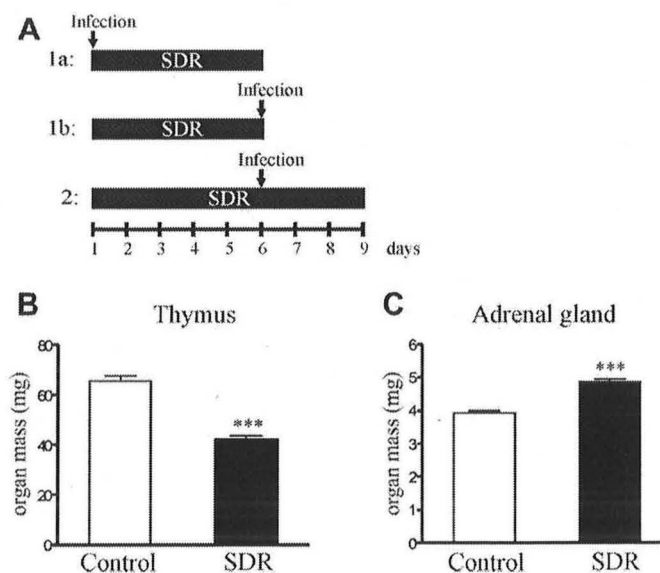 A
Infection
1a: SDR
Infection
1b: SDR
Infection
2: SDR
1 2 3 4 5 6 7 8 9 days
B Thymus
organ mass (mg)
80
60
40
20
0
***
Control SDR
C Adrenal gland
organ mass (mg)
6
5
4
3
2
1
0
***
Control SDR